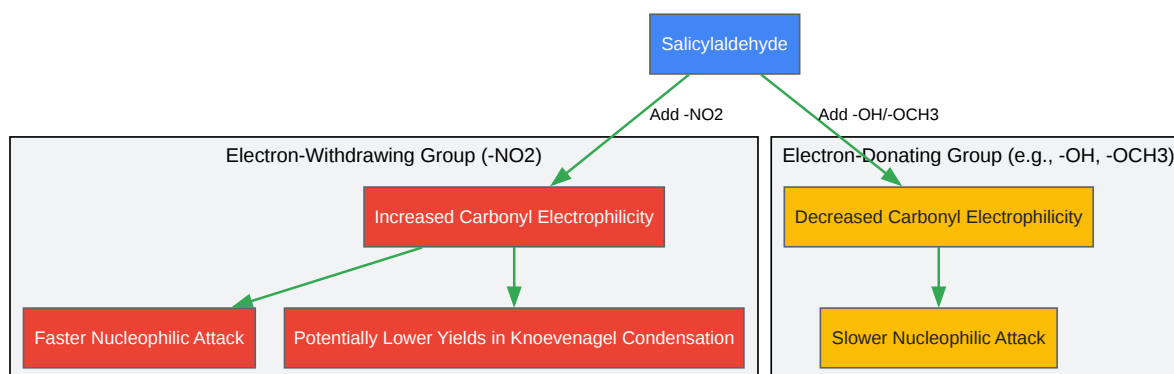 Salicylaldehyde
Add -NO2
Add -OH/-OCH3
Electron-Withdrawing Group (-NO2)
Electron-Donating Group (e.g., -OH, -OCH3)
Increased Carbonyl Electrophilicity
Decreased Carbonyl Electrophilicity
Faster Nucleophilic Attack
Potentially Lower Yields in Knoevenagel Condensation
Slower Nucleophilic Attack